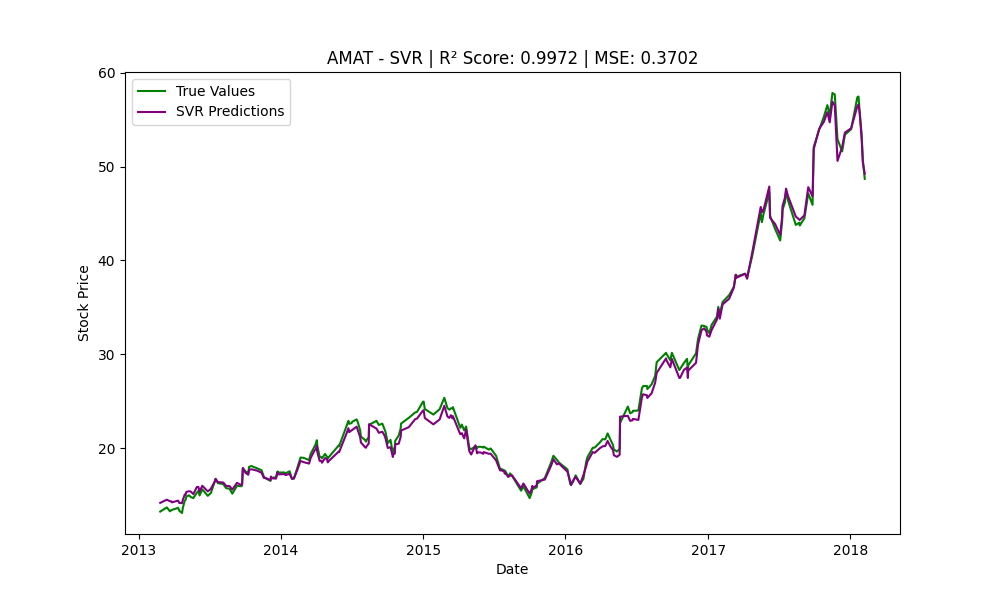 AMAT - SVR | R² Score: 0.9972 | MSE: 0.3702
True Values
SVR Predictions
60
50
40
30
20
Stock Price
2013 2014 2015 2016 2017 2018
Date